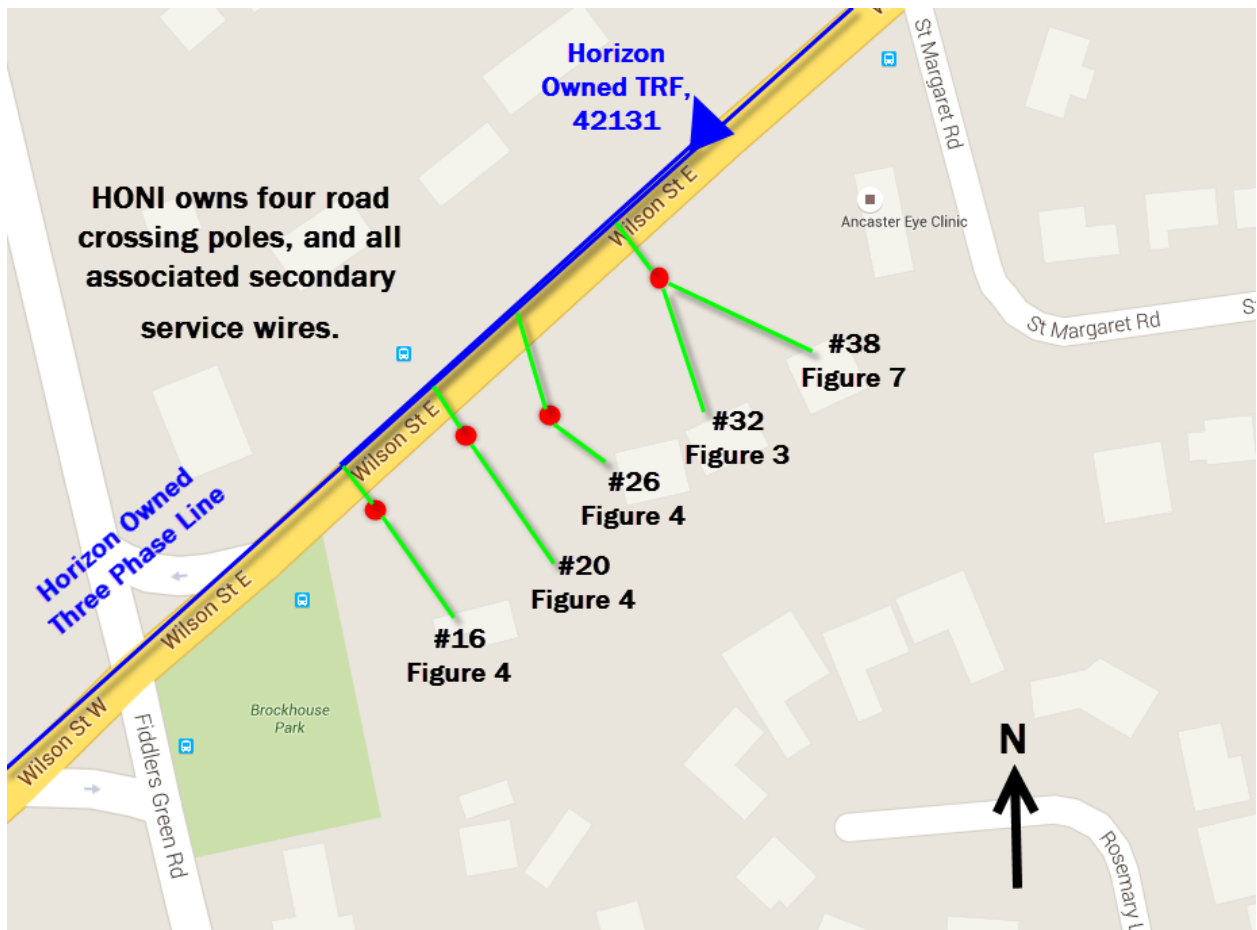 W
Horizon
Owned TRF,
42131
St Margaret Rd
HONI owns four road
crossing poles, and all
associated secondary
service wires.
Wilson St E
Ancaster Eye Clinic
St Margaret Rd
S
#38
Figure 7
#32
Figure 3
Wilson St E
#26
Figure 4
Horizon Owned
Three Phase Line
#20
Figure 4
Wilson St E
#16
Figure 4
Brockhouse
Park
Wilson St W
Fiddlers Green Rd
N
Rosemary L